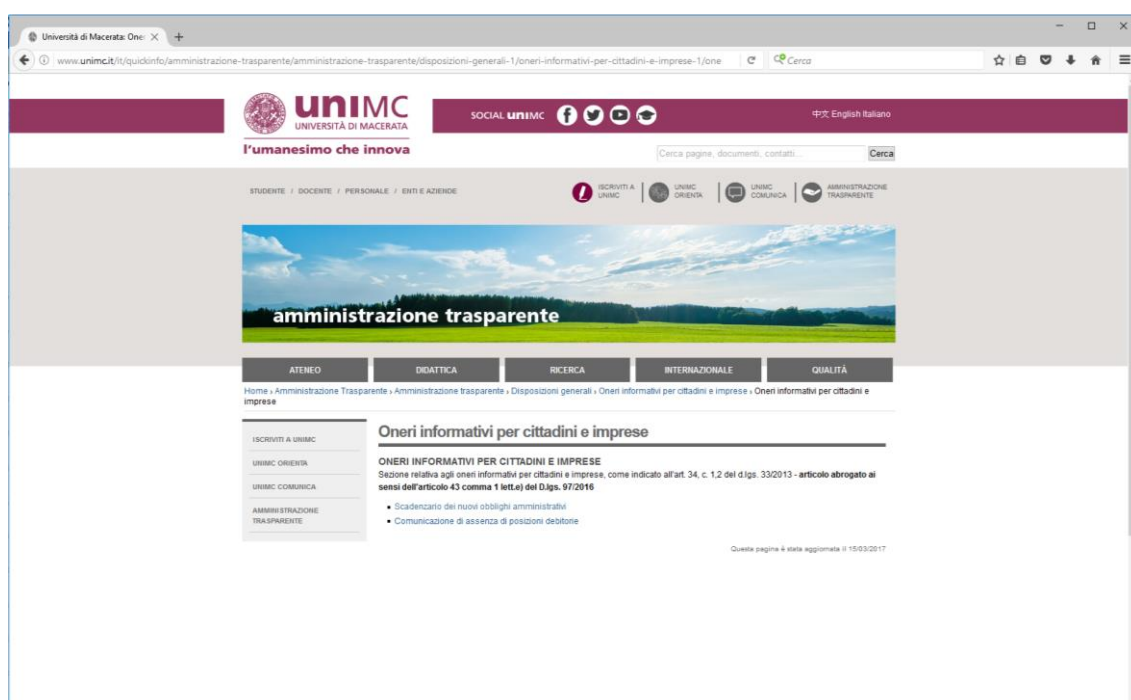 Università di Macerata: One
www.unimc.it/it/quickinfo/amministrazione-trasparente/amministrazione-trasparente/disposizioni-generali-1/oneri-informativi-per-cittadini-e-imprese-1/one
Cerca
unIMC
UNIVERSITÀ DI MACERATA
l'umanesimo che innova
SOCIAL unIMC
中文 English Italiano
Cerca pagine, documenti, contatti...
Cerca
STUDENTE / DOCENTE / PERSONALE / ENTI E AZIENDE
ISCRIVITI A
UNIMC
UNIMC
ORIENTA
UNIMC
COMUNICA
AMMINISTRAZIONE
TRASPARENTE
amministrazione trasparente
ATENEO DIDATTICA RICERCA INTERNAZIONALE QUALITÀ
Home › Amministrazione Trasparente › Amministrazione trasparente › Disposizioni generali › Oneri informativi per cittadini e imprese › Oneri informativi per cittadini e
imprese
ISCRIVITI A UNIMC
UNIMC ORIENTA
UNIMC COMUNICA
AMMINISTRAZIONE
TRASPARENTE
Oneri informativi per cittadini e imprese
ONERI INFORMATIVI PER CITTADINI E IMPRESE
Sezione relativa agli oneri informativi per cittadini e imprese, come indicato all'art. 34, c. 1,2 del d.lgs. 33/2013 - articolo abrogato ai
sensi dell'articolo 43 comma 1 lett.e) del D.lgs. 97/2016
Scadenzario dei nuovi obblighi amministrativi
Comunicazione di assenza di posizioni debitorie
Questa pagina è stata aggiornata il 15/03/2017